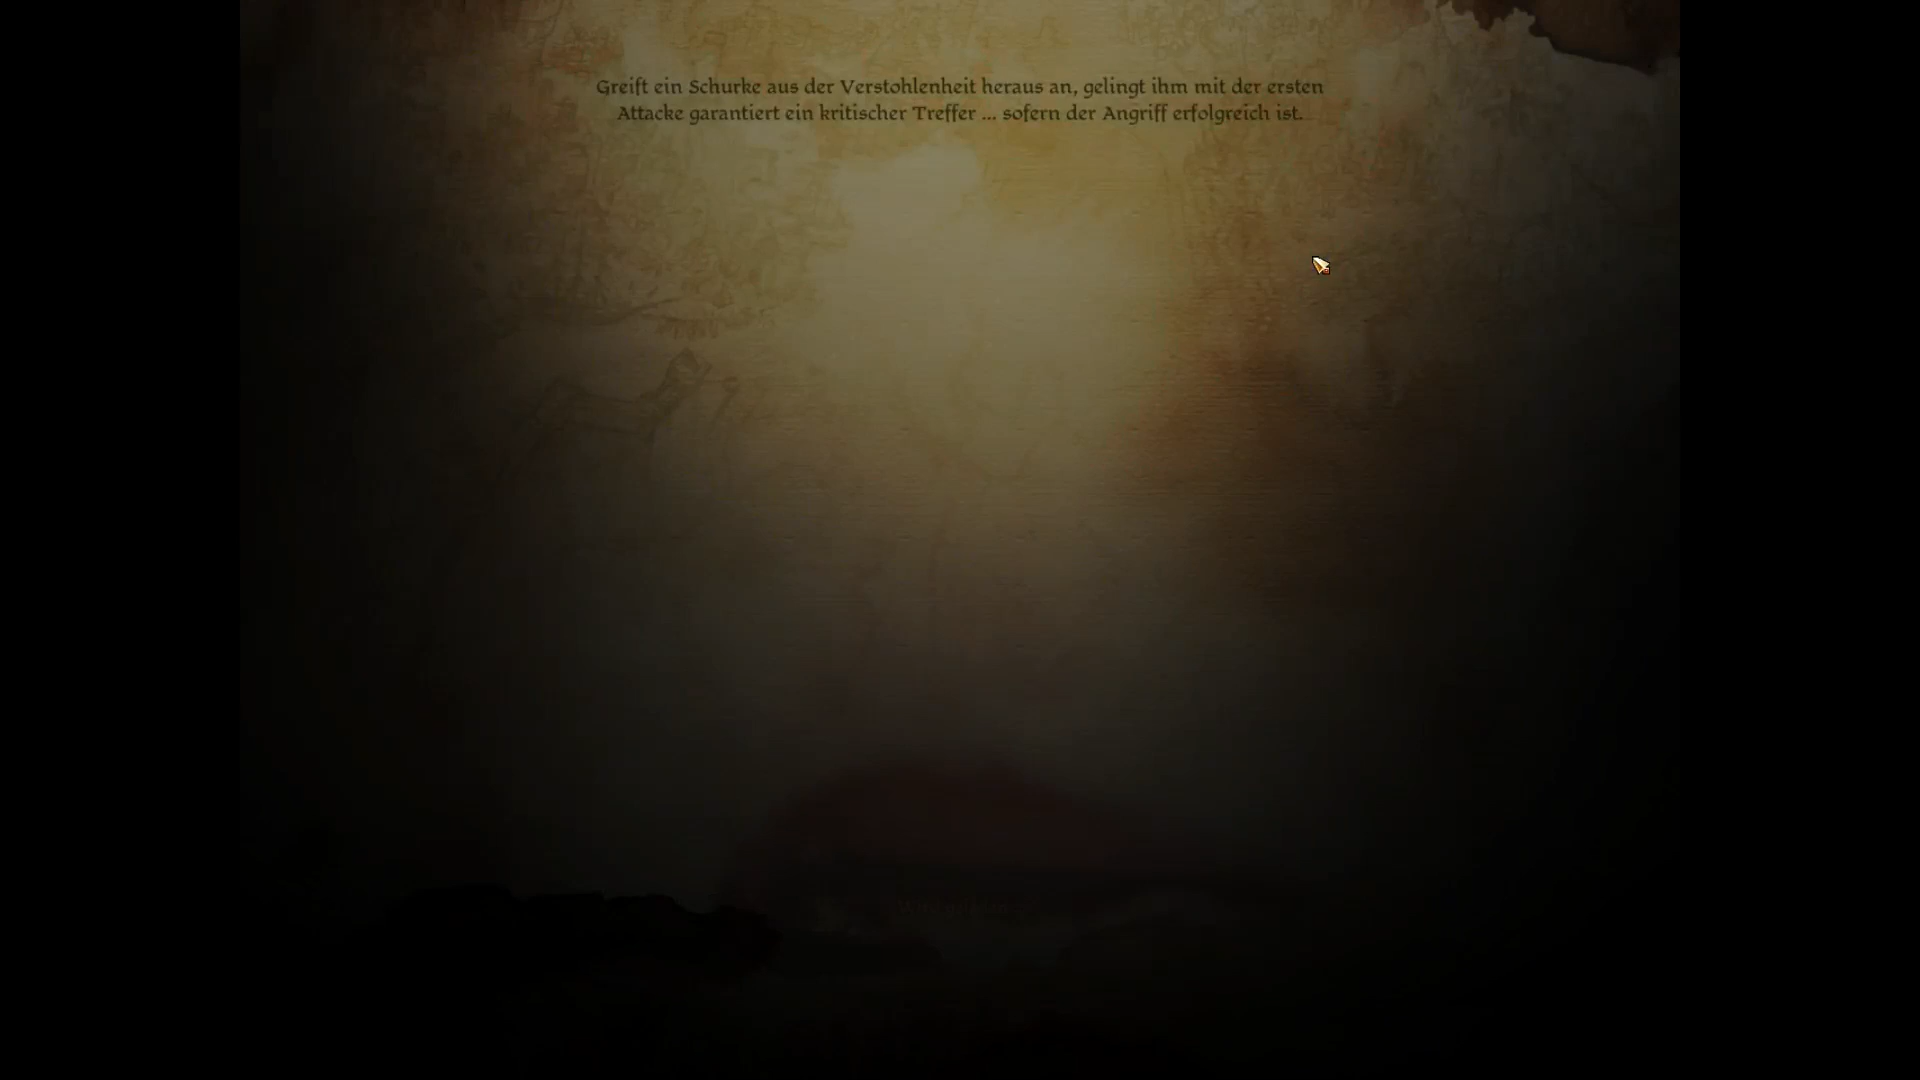 Greift ein Schurke aus der Verstohlenheit heraus an, gelingt ihm mit der ersten
Attacke garantiert ein kritischer Treffer ... sofern der Angriff erfolgreich ist.